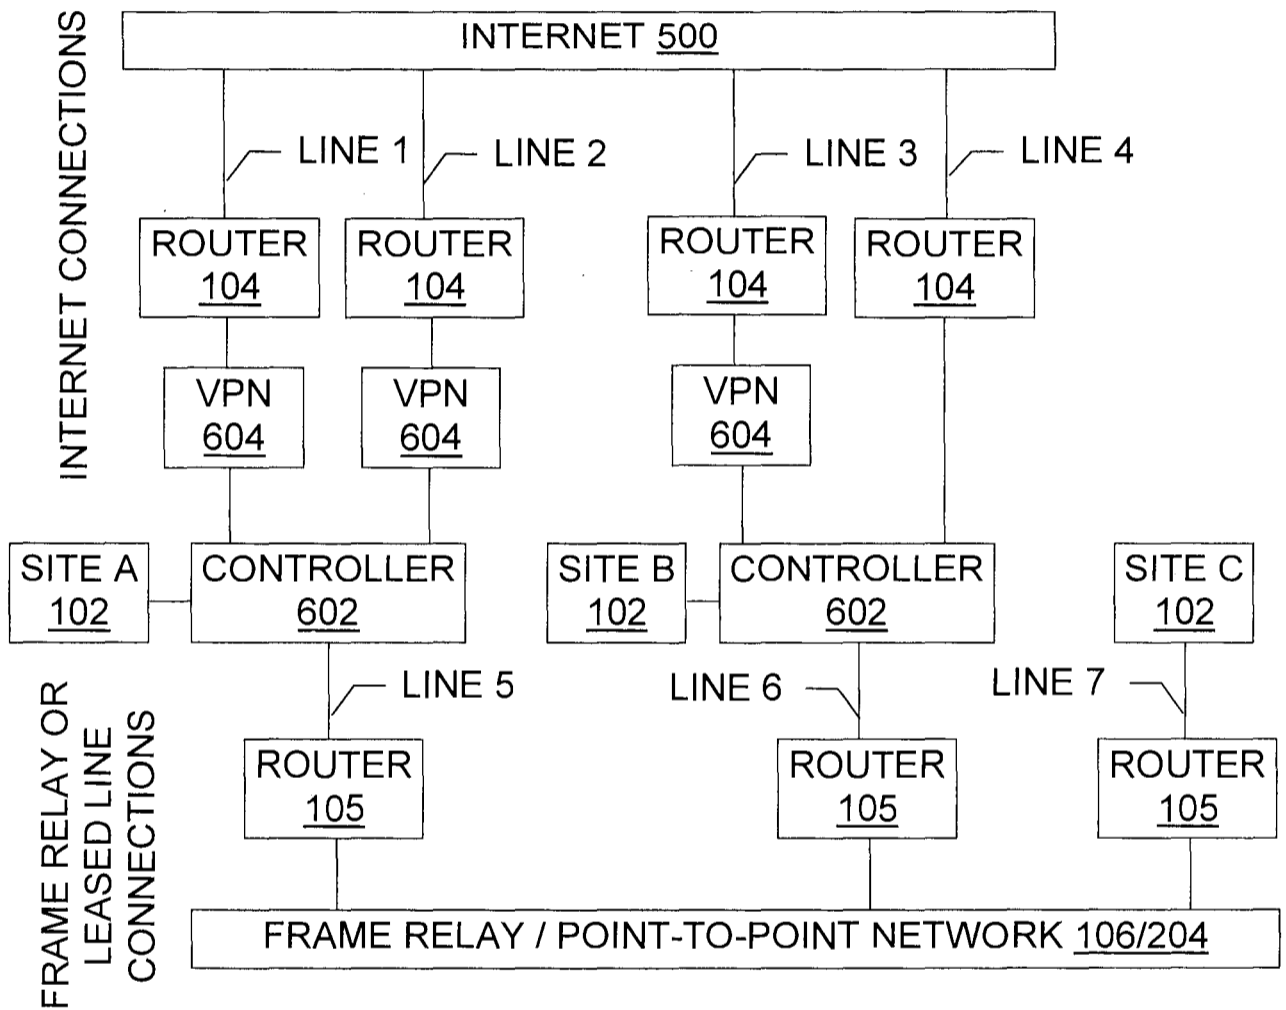 INTERNET CONNECTIONS
INTERNET 500
LINE 1
LINE 2
LINE 3
LINE 4
ROUTER
104
ROUTER
104
ROUTER
104
ROUTER
104
VPN
604
VPN
604
VPN
604
SITE A
102
CONTROLLER
602
SITE B
102
CONTROLLER
602
SITE C
102
FRAME RELAY OR
LEASED LINE
CONNECTIONS
LINE 5
LINE 6
LINE 7
ROUTER
105
ROUTER
105
ROUTER
105
FRAME RELAY / POINT-TO-POINT NETWORK 106/204